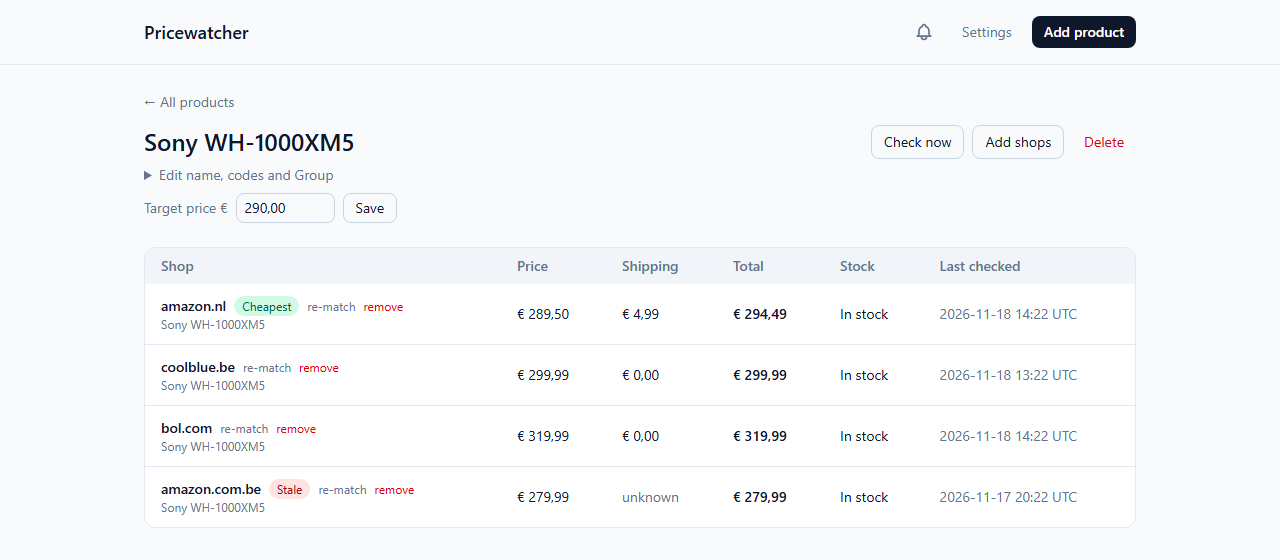 Pricewatcher
Settings
Add product
← All products
Sony WH-1000XM5
Check now
Add shops
Delete
▶ Edit name, codes and Group
Target price € 290,00 Save
Shop Price Shipping Total Stock Last checked
amazon.nl Cheapest re-match remove
Sony WH-1000XM5
€ 289,50 € 4,99 € 294,49 In stock 2026-11-18 14:22 UTC
coolblue.be re-match remove
Sony WH-1000XM5
€ 299,99 € 0,00 € 299,99 In stock 2026-11-18 13:22 UTC
bol.com re-match remove
Sony WH-1000XM5
€ 319,99 € 0,00 € 319,99 In stock 2026-11-18 14:22 UTC
amazon.com.be Stale re-match remove
Sony WH-1000XM5
€ 279,99 unknown € 279,99 In stock 2026-11-17 20:22 UTC